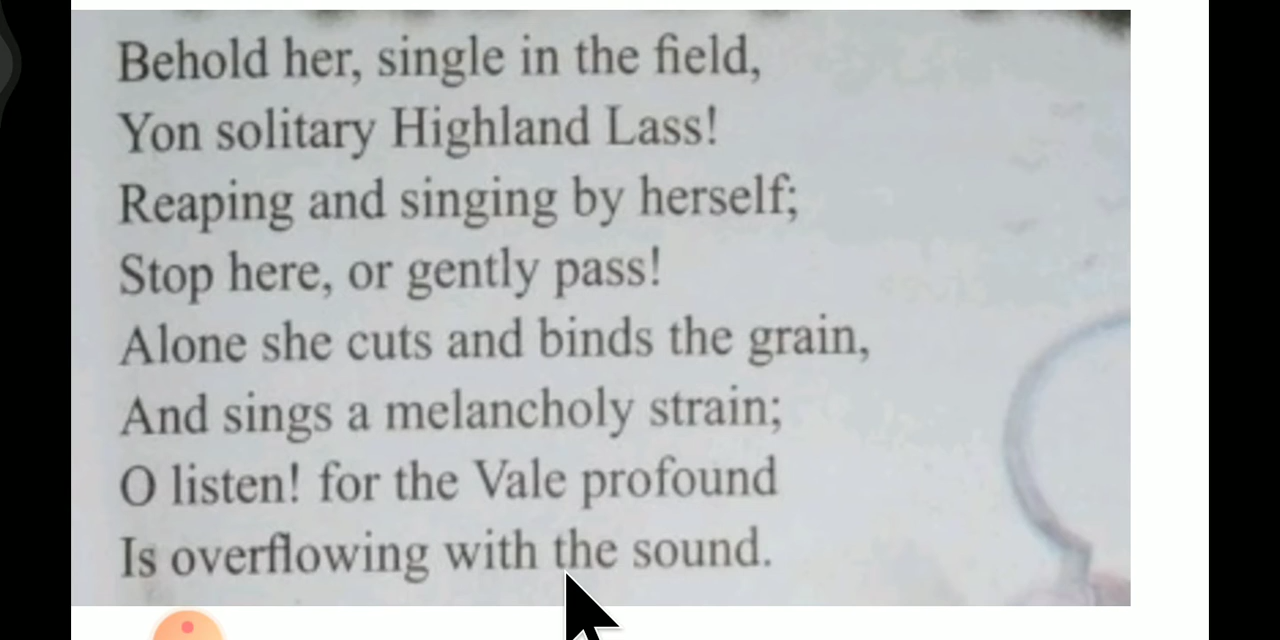 Behold her, single in the field,
Yon solitary Highland Lass!
Reaping and singing by herself;
Stop here, or gently pass!
Alone she cuts and binds the grain,
And sings a melancholy strain;
O listen! for the Vale profound
Is overflowing with the sound.